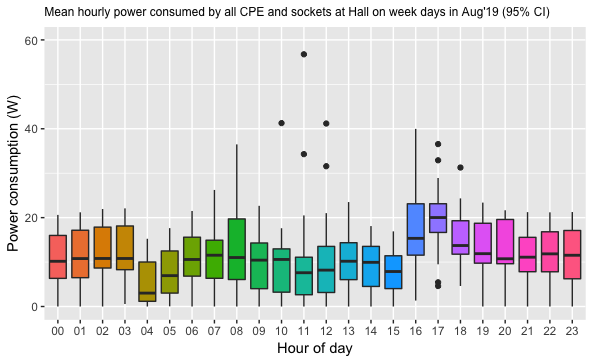 Mean hourly power consumed by all CPE and sockets at Hall on week days in Aug'19 (95% CI)
60
40
20
0
Power consumption (W)
00 01 02 03 04 05 06 07 08 09 10 11 12 13 14 15 16 17 18 19 20 21 22 23
Hour of day